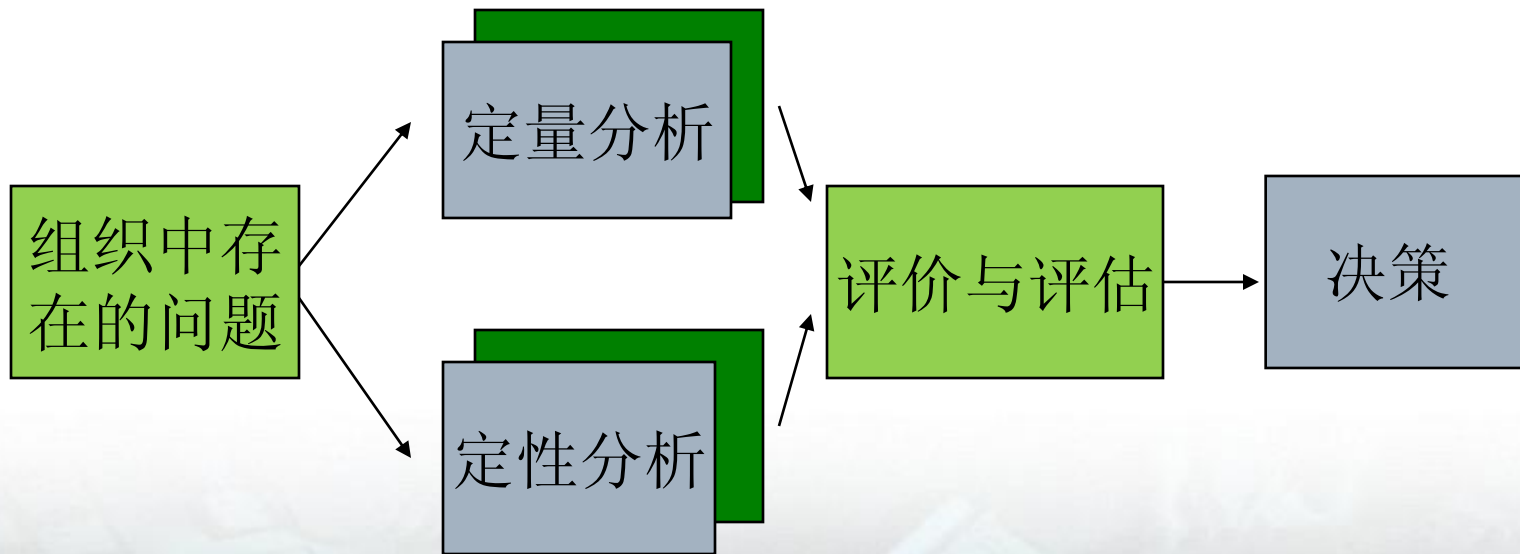 定量分析
组织中存
在的问题
评价与评估
决策
定性分析